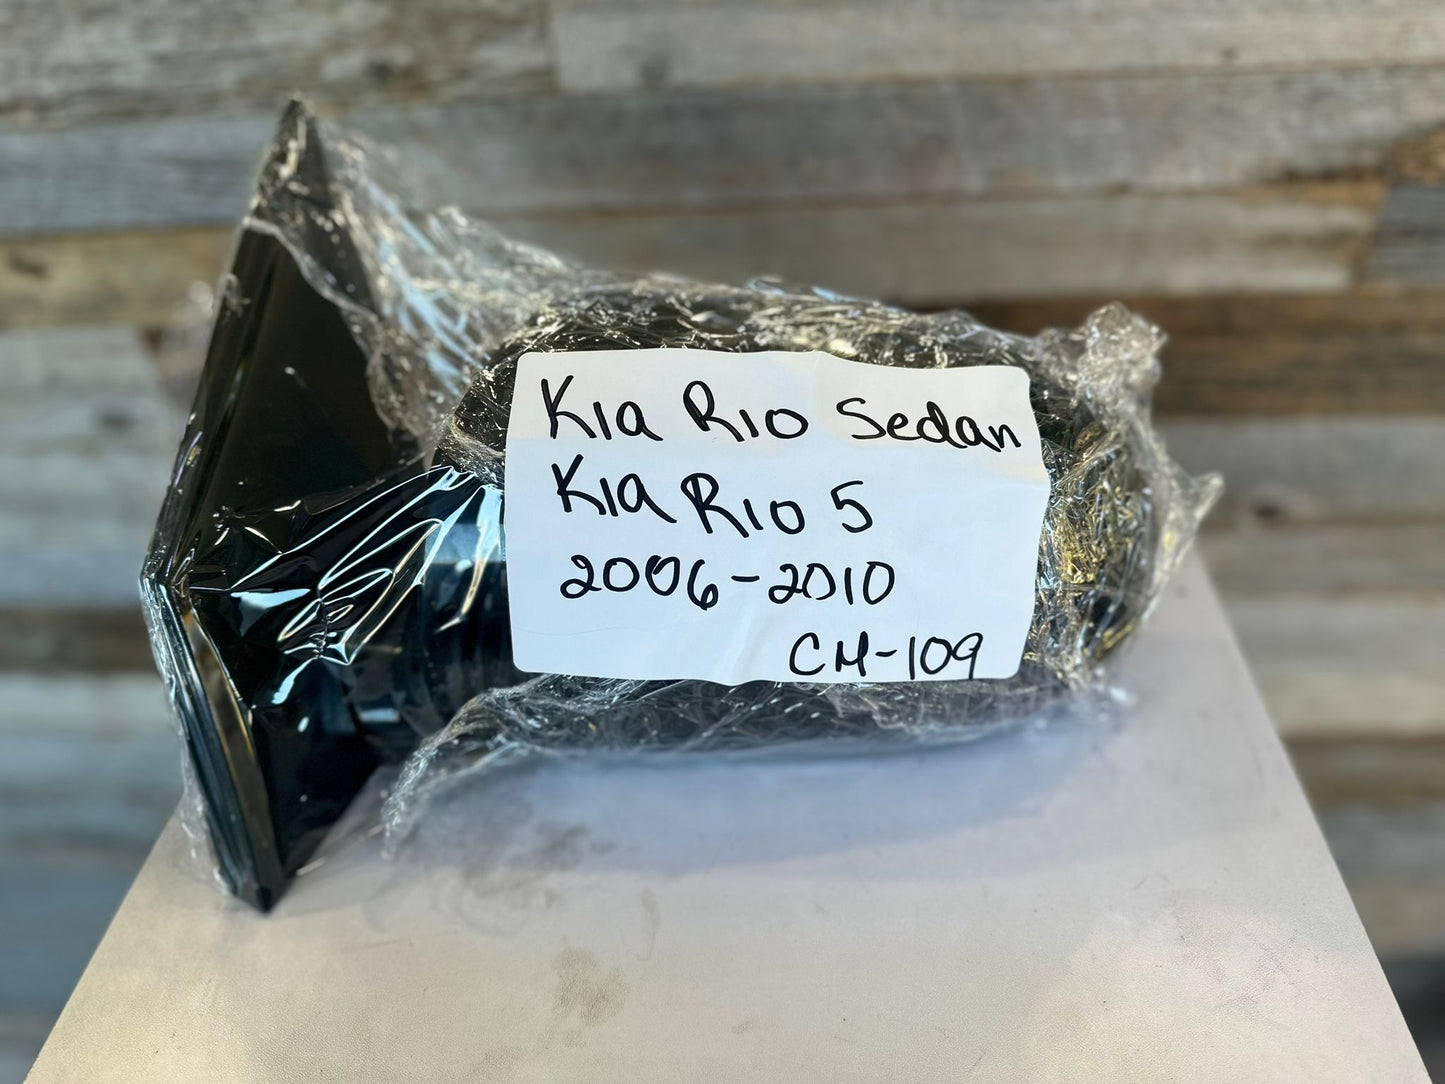 Kia Rio Sedan
Kia Rio 5
2006-2010
CM-109